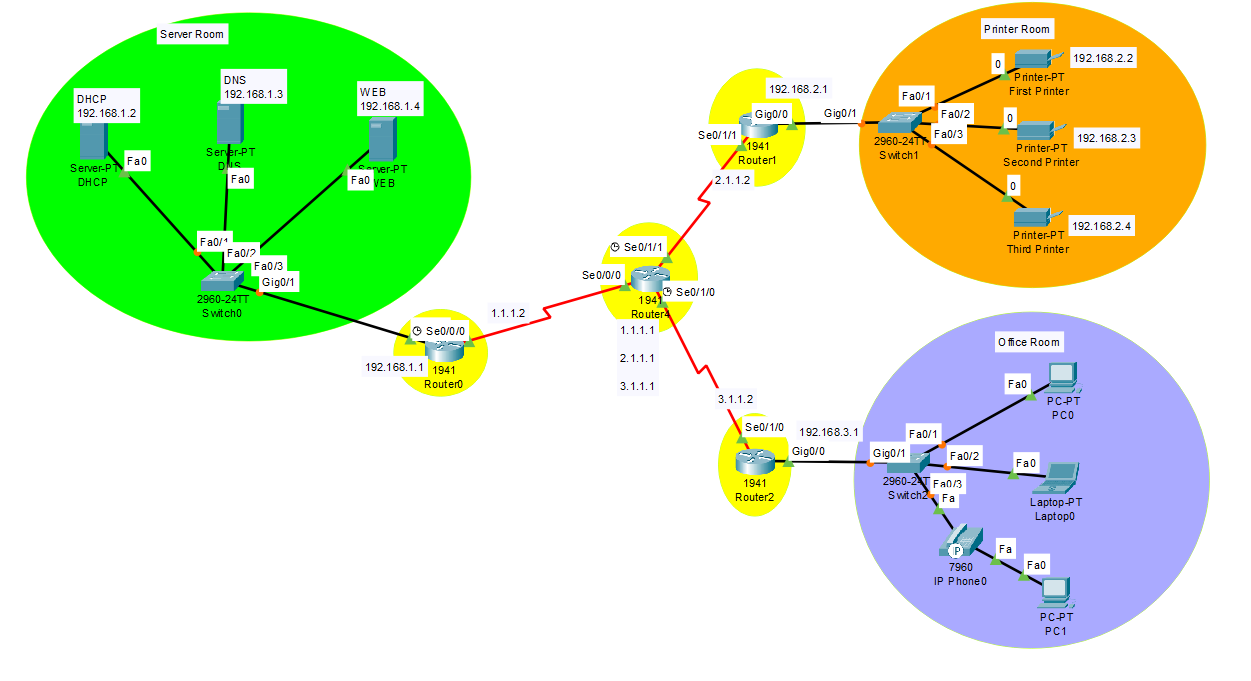 Server Room
DHCP
192.168.1.2
DNS
192.168.1.3
WEB
192.168.1.4
Server-PT
DHCP
Fa0
Server-PT
DNS
Fa0
Server-PT
WEB
Fa0
Fa0/1
Fa0/2
Fa0/3
Gig0/1
2960-24TT
Switch0
Se0/0/0
192.168.1.1
1941
Router0
1.1.1.2
Se0/1/1
Se0/0/0
Se0/1/0
1941
Router4
1.1.1.1
2.1.1.1
3.1.1.1
2.1.1.2
192.168.2.1
Gig0/0
Se0/1/1
1941
Router1
Gig0/1
Printer Room
Fa0/1
Fa0/2
Fa0/3
2960-24TT
Switch1
0
192.168.2.2
Printer-PT
First Printer
0
192.168.2.3
Printer-PT
Second Printer
0
192.168.2.4
Printer-PT
Third Printer
3.1.1.2
Se0/1/0
192.168.3.1
Gig0/0
1941
Router2
Office Room
Gig0/1
Fa0/1
Fa0/2
Fa0/3
2960-24T
Switch2
Fa0
PC-PT
PC0
Fa0
Laptop-PT
Laptop0
Fa
IP
7960
IP Phone0
Fa
Fa0
PC-PT
PC1